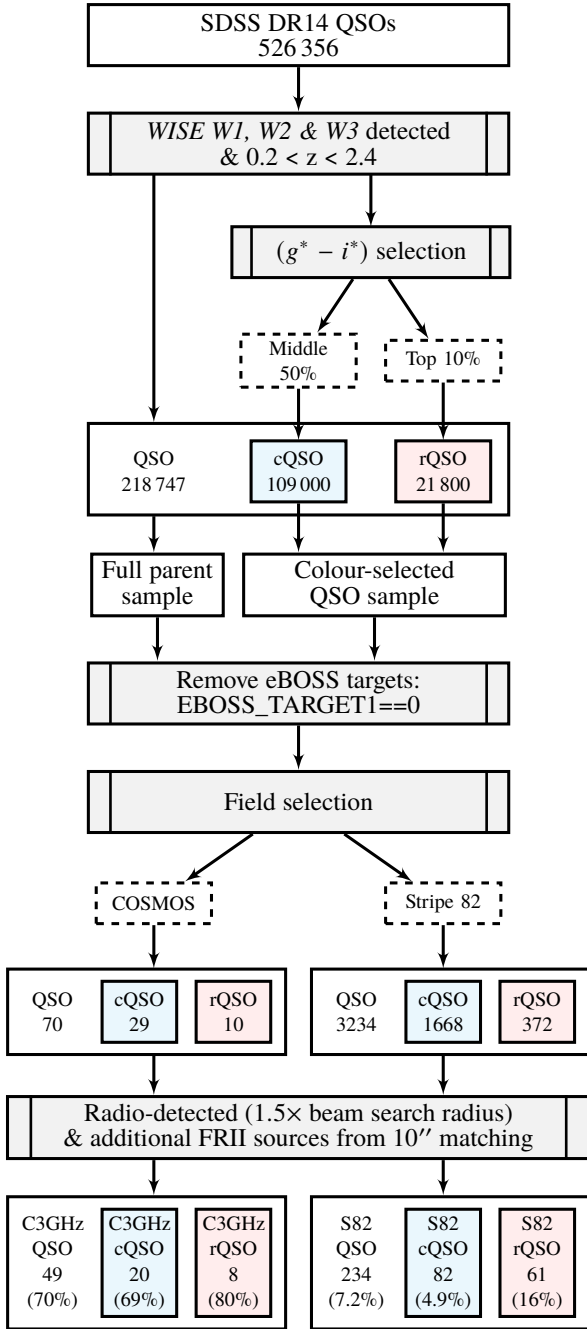 SDSS DR14 QSOs
526 356
WISE W1, W2 & W3 detected
& 0.2 < z < 2.4
(g* − i*) selection
Middle
50%
Top 10%
QSO
218 747
cQSO
109 000
rQSO
21 800
Full parent
sample
Colour-selected
QSO sample
Remove eBOSS targets:
EBOSS_TARGET1==0
Field selection
COSMOS
Stripe 82
QSO
70
cQSO
29
rQSO
10
QSO
3234
cQSO
1668
rQSO
372
Radio-detected (1.5× beam search radius)
& additional FRII sources from 10′′ matching
C3GHz
QSO
49
(70%)
C3GHz
cQSO
20
(69%)
C3GHz
rQSO
8
(80%)
S82
QSO
234
(7.2%)
S82
cQSO
82
(4.9%)
S82
rQSO
61
(16%)